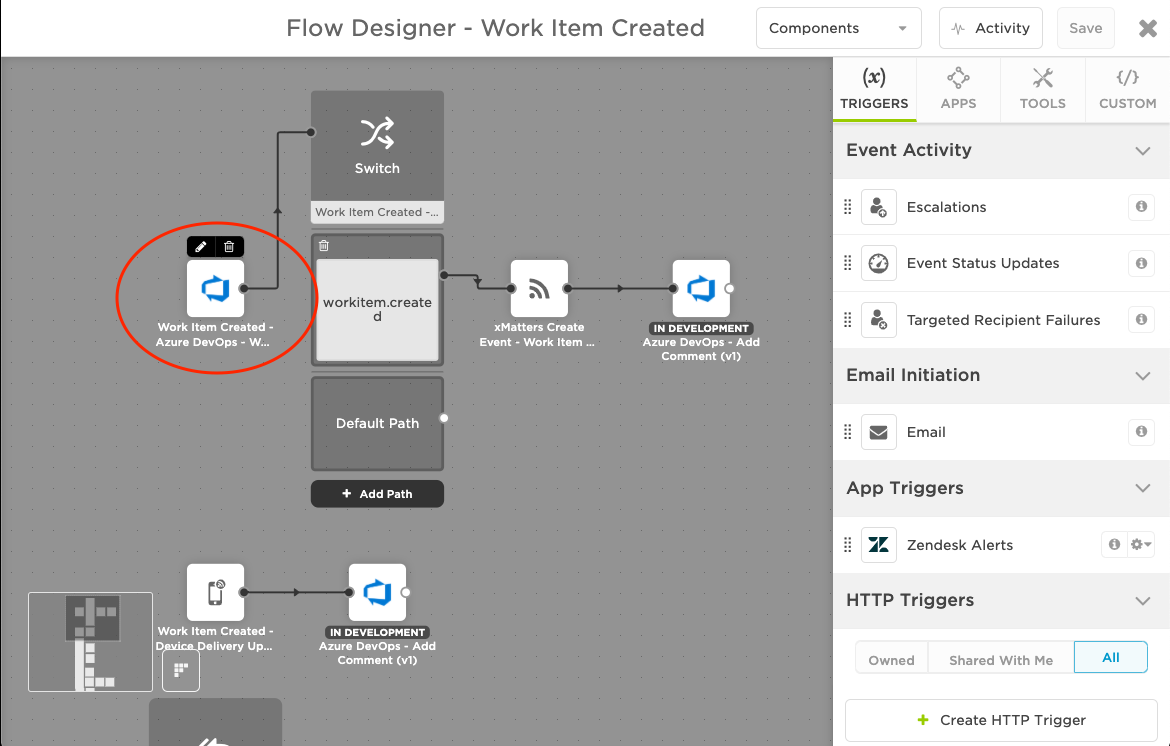 Flow Designer - Work Item Created
Components
Activity
Save
(x)
TRIGGERS
APPS
TOOLS
{/}
CUSTOM
Event Activity
Escalations
Event Status Updates
Targeted Recipient Failures
Email Initiation
Email
App Triggers
Zendesk Alerts
HTTP Triggers
Owned
Shared With Me
All
+ Create HTTP Trigger
Switch
Work Item Created -...
workitem.create
d
Default Path
+ Add Path
Work Item Created -
Azure DevOps - W...
xMatters Create
Event - Work Item ...
IN DEVELOPMENT
Azure DevOps - Add
Comment (v1)
Work Item Created -
Device Delivery Up...
IN DEVELOPMENT
Azure DevOps - Add
Comment (v1)